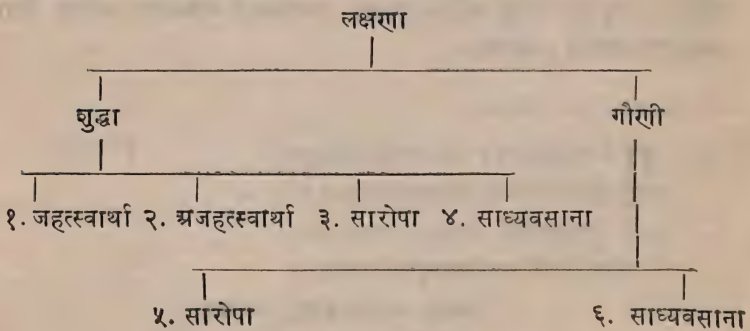 लक्षणा
शुद्धा गौणी
१. जहत्स्वार्था २. अजहत्स्वार्था ३. सारोपा ४. साध्यवसाना
५. सारोपा ६. साध्यवसाना